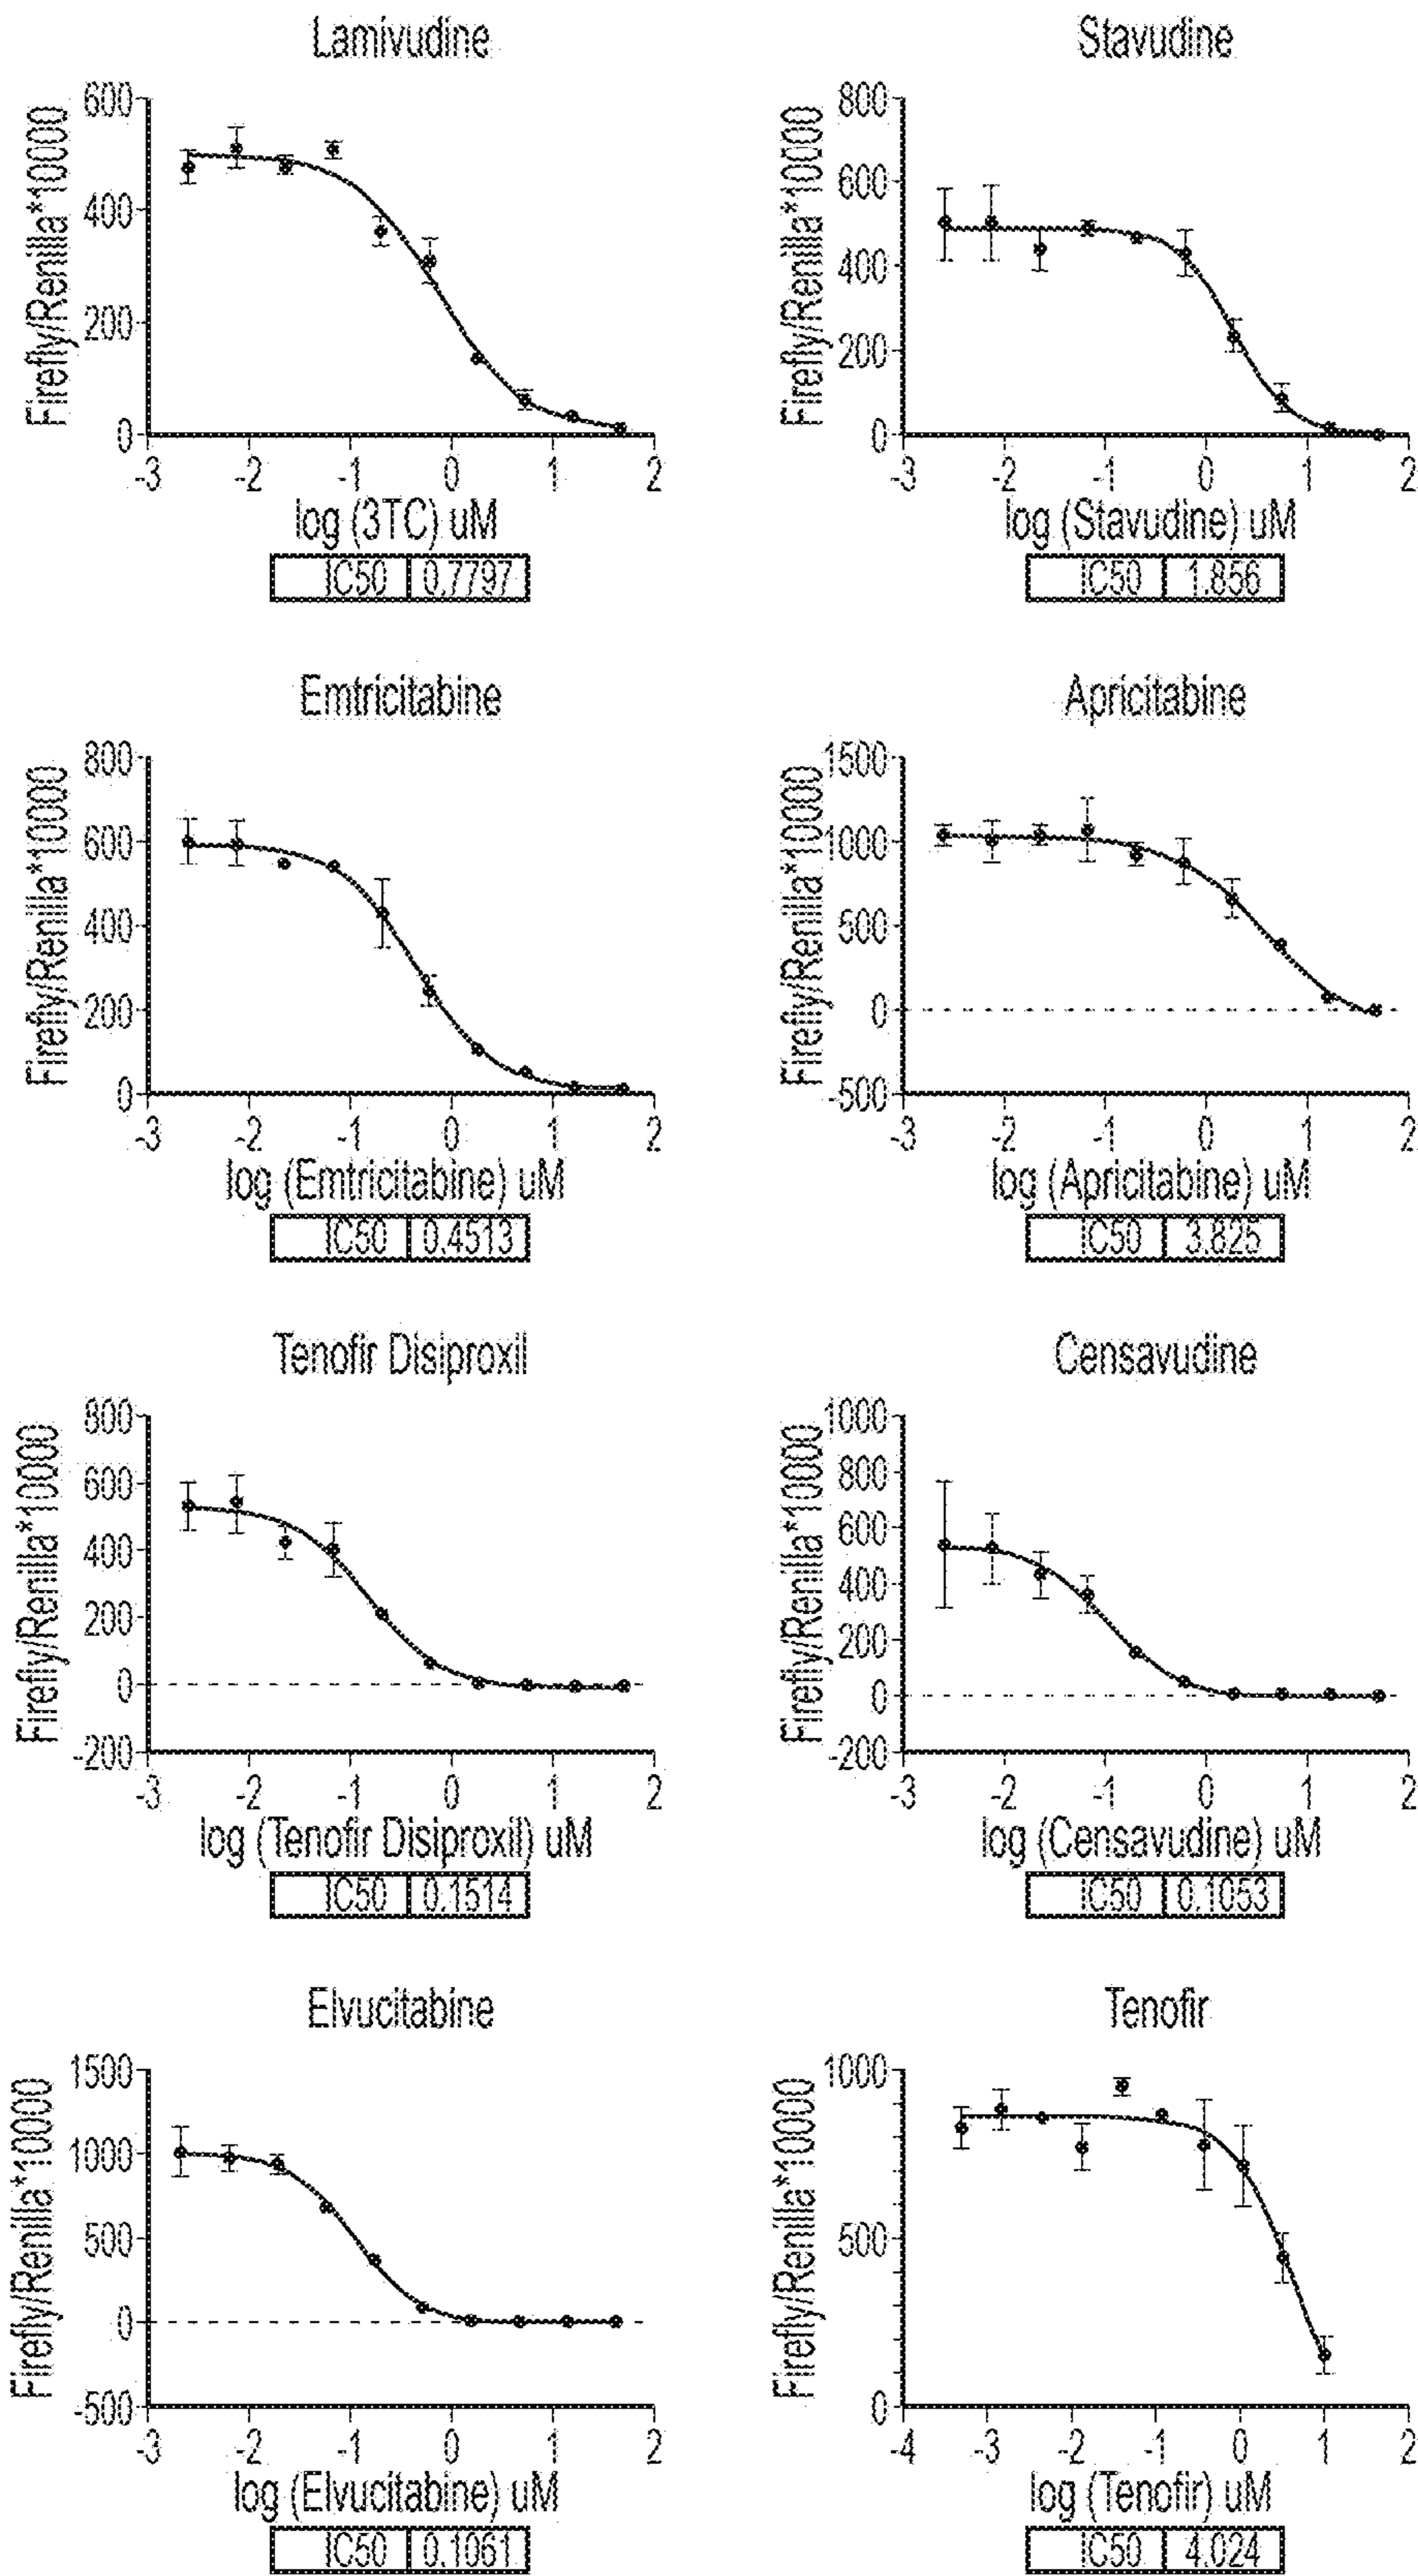 Lamivudine
Firefly/Renilla*10000
600
400
200
0
-3 -2 -1 0 1 2
log (3TC) uM
IC50 0.7797
Stavudine
Firefly/Renilla*10000
800
600
400
200
0
-3 -2 -1 0 1 2
log (Stavudine) uM
IC50 1.856
Emtricitabine
Firefly/Renilla*10000
800
600
400
200
0
-3 -2 -1 0 1 2
log (Emtricitabine) uM
IC50 0.4513
Apricitabine
Firefly/Renilla*10000
1500
1000
500
0
-500
-3 -2 -1 0 1 2
log (Apricitabine) uM
IC50 3.825
Tenofir Disiproxil
Firefly/Renilla*10000
800
600
400
200
0
-200
-3 -2 -1 0 1 2
log (Tenofir Disiproxil) uM
IC50 0.1514
Censavudine
Firefly/Renilla*10000
1000
800
600
400
200
0
-200
-3 -2 -1 0 1 2
log (Censavudine) uM
IC50 0.1053
Elvucitabine
Firefly/Renilla*10000
1500
1000
500
0
-500
-3 -2 -1 0 1 2
log (Elvucitabine) uM
IC50 0.1061
Tenofir
Firefly/Renilla*10000
1000
500
0
-4 -3 -2 -1 0 1 2
log (Tenofir) uM
IC50 4.024